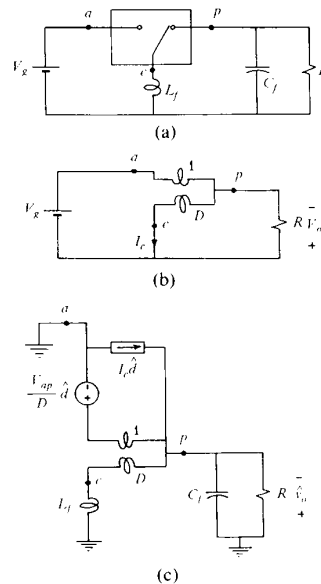 a
p
V_g
c
L_f
C_f
(a)
a
1
p
V_g
c
D
I_c
R
V_o
+
(b)
a
I_c d̂
V_ap
D
d̂
-
+
1
p
c
D
L_f
C_f
R
v̂_o
+
(c)